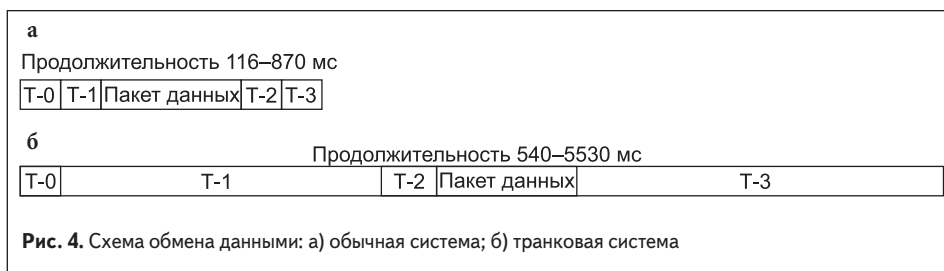 а
Продолжительность 116–870 мс
Т-0 Т-1 Пакет данных Т-2 Т-3
б
Продолжительность 540–5530 мс
Т-0 Т-1 Т-2 Пакет данных Т-3
Рис. 4. Схема обмена данными: а) обычная система; б) транковая система